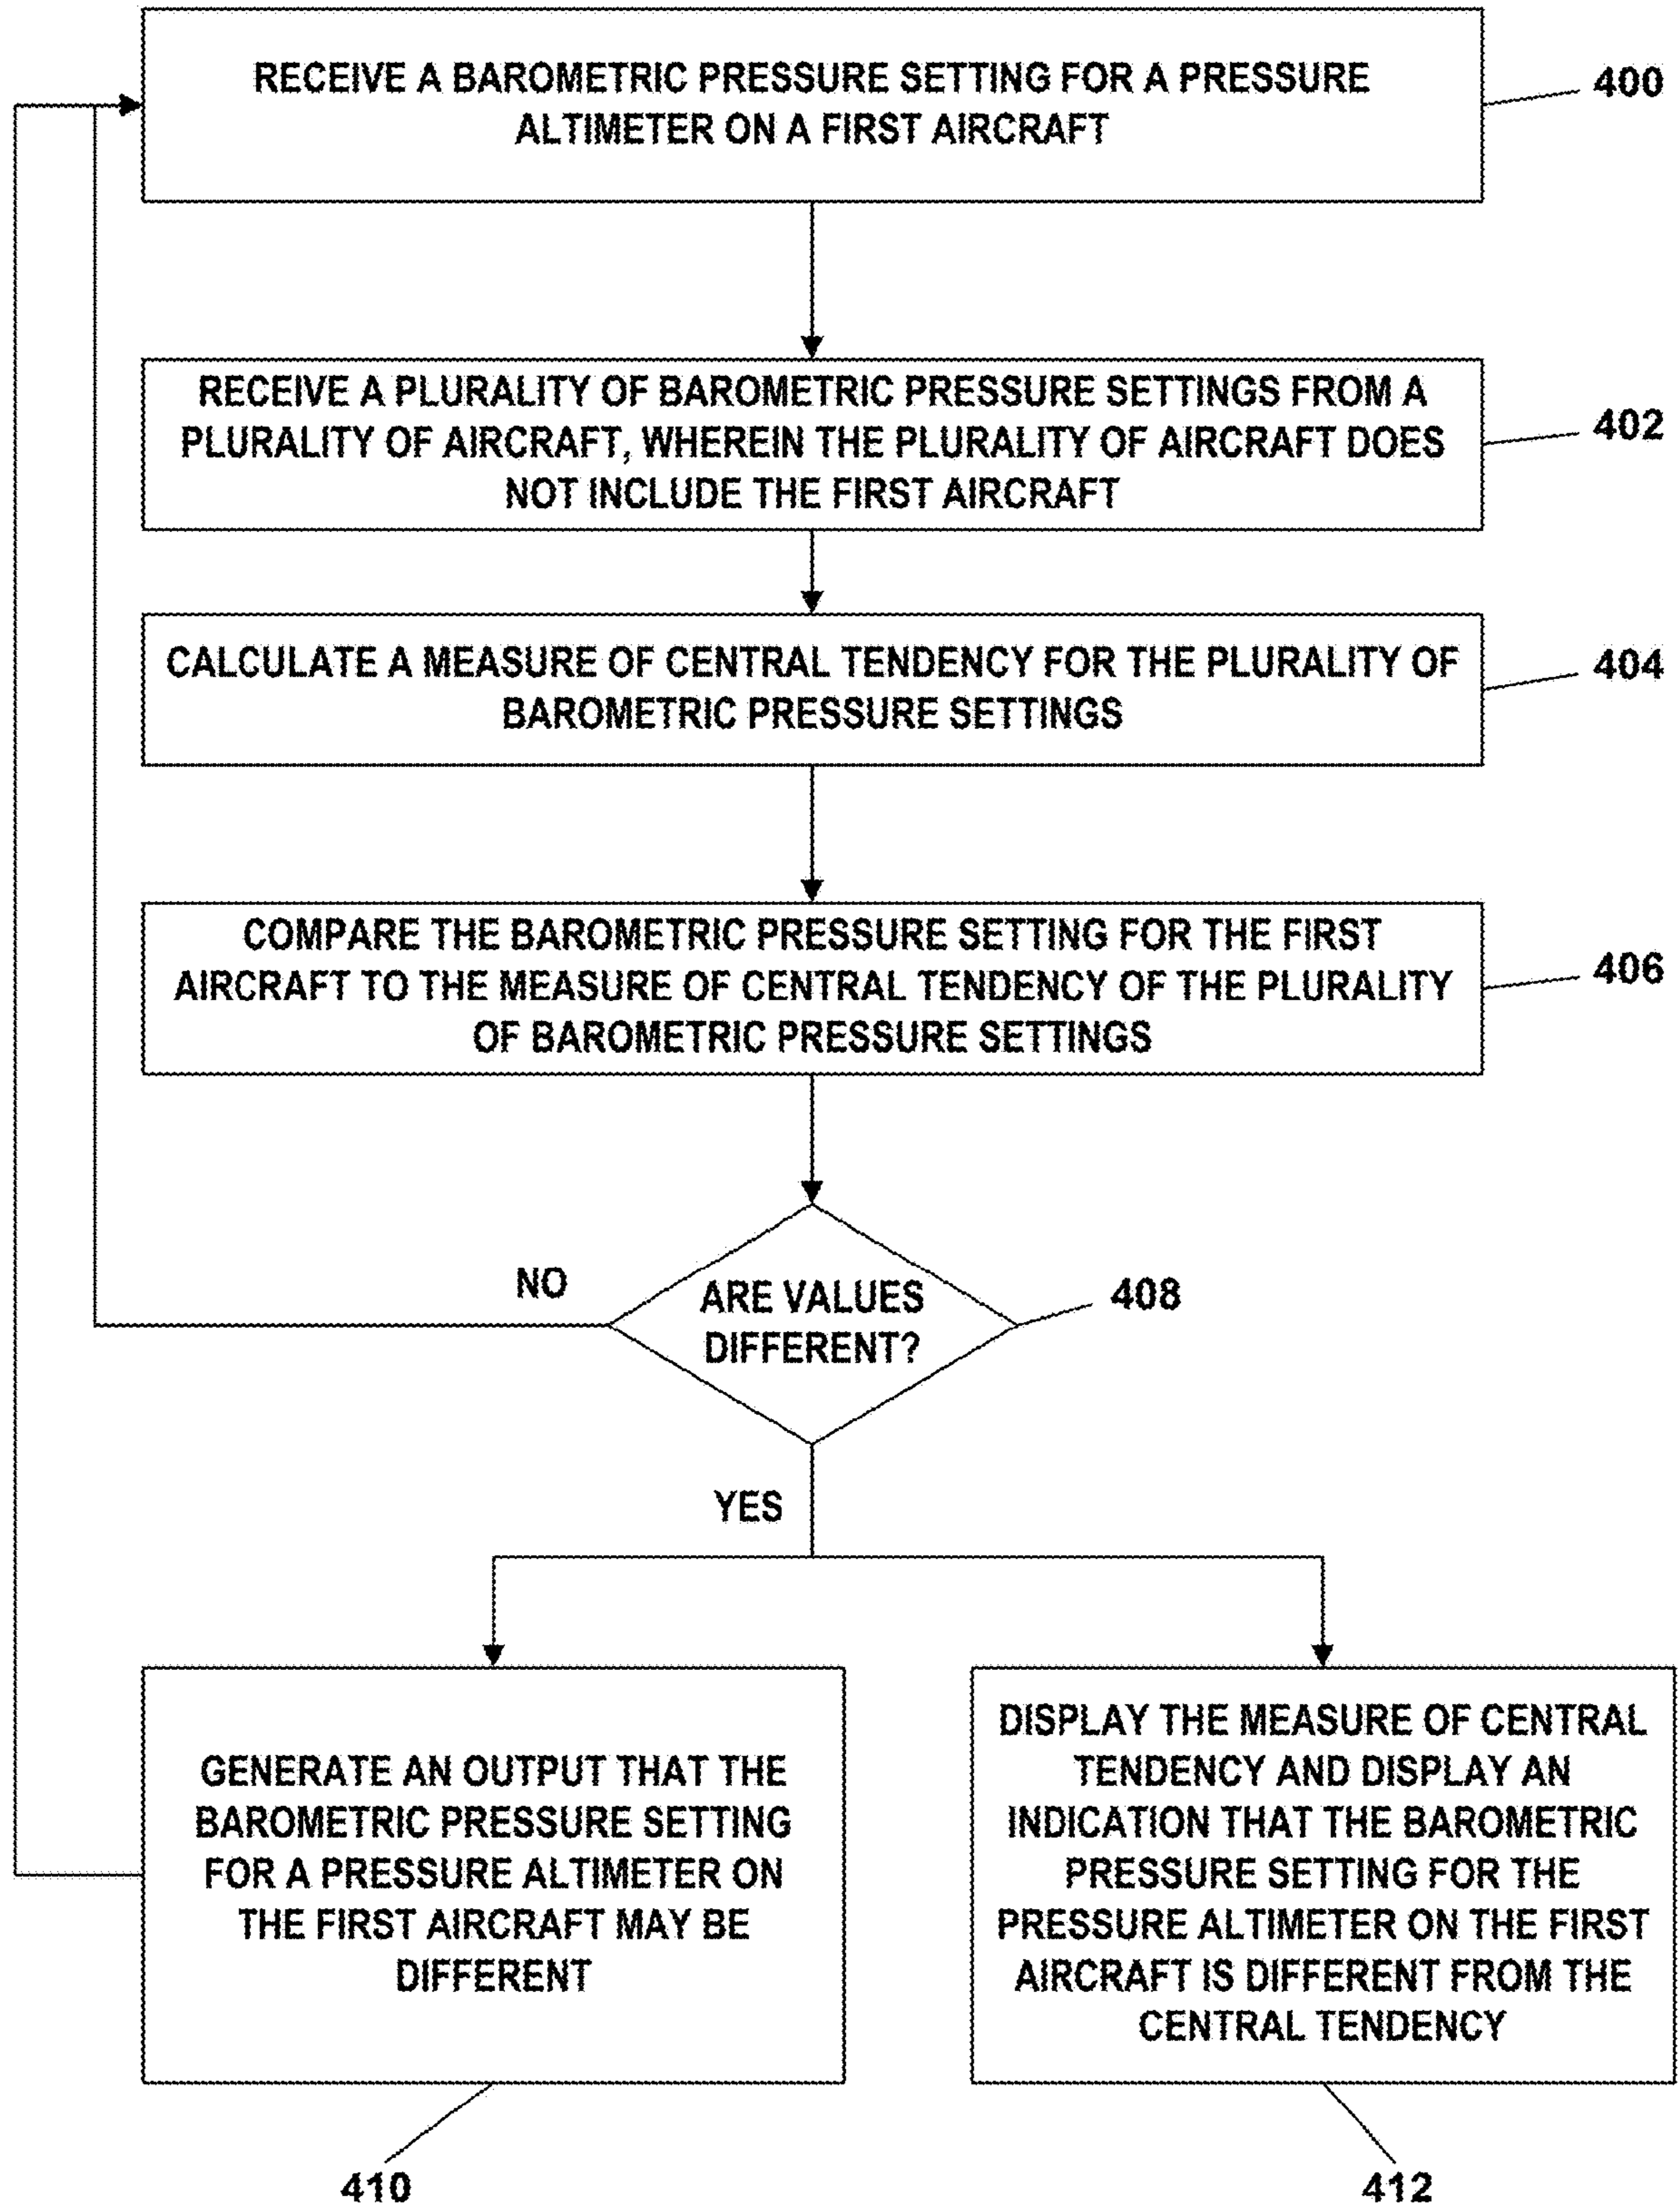 RECEIVE A BAROMETRIC PRESSURE SETTING FOR A PRESSURE
ALTIMETER ON A FIRST AIRCRAFT
400
RECEIVE A PLURALITY OF BAROMETRIC PRESSURE SETTINGS FROM A
PLURALITY OF AIRCRAFT, WHEREIN THE PLURALITY OF AIRCRAFT DOES
NOT INCLUDE THE FIRST AIRCRAFT
402
CALCULATE A MEASURE OF CENTRAL TENDENCY FOR THE PLURALITY OF
BAROMETRIC PRESSURE SETTINGS
404
COMPARE THE BAROMETRIC PRESSURE SETTING FOR THE FIRST
AIRCRAFT TO THE MEASURE OF CENTRAL TENDENCY OF THE PLURALITY
OF BAROMETRIC PRESSURE SETTINGS
406
NO
ARE VALUES
DIFFERENT?
408
YES
GENERATE AN OUTPUT THAT THE
BAROMETRIC PRESSURE SETTING
FOR A PRESSURE ALTIMETER ON
THE FIRST AIRCRAFT MAY BE
DIFFERENT
410
DISPLAY THE MEASURE OF CENTRAL
TENDENCY AND DISPLAY AN
INDICATION THAT THE BAROMETRIC
PRESSURE SETTING FOR THE
PRESSURE ALTIMETER ON THE FIRST
AIRCRAFT IS DIFFERENT FROM THE
CENTRAL TENDENCY
412